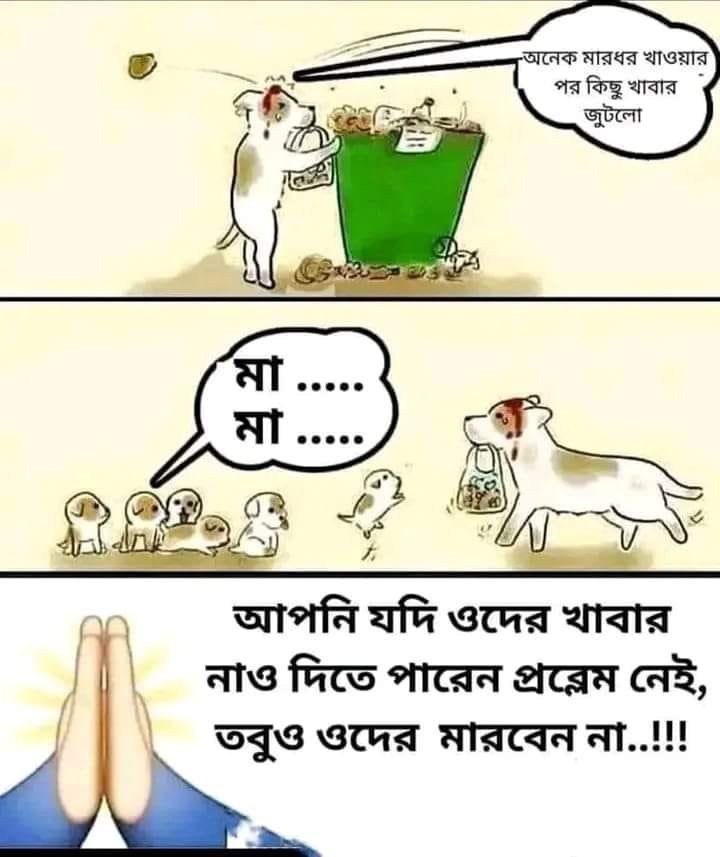 অনেক মারধর খাওয়ার
পর কিছু খাবার
জুটলো
মা .....
মা .....
আপনি যদি ওদের খাবার
নাও দিতে পারেন প্রব্লেম নেই,
তবুও ওদের মারবেন না..!!!